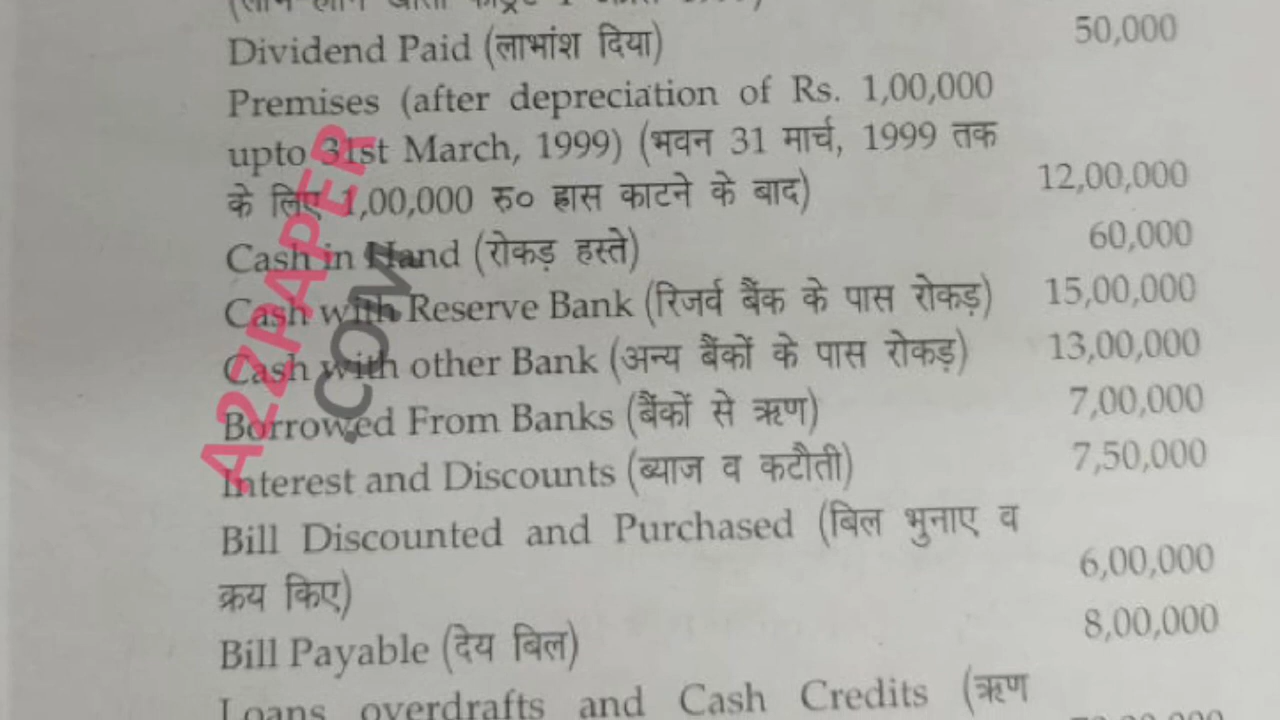 Dividend Paid (लाभांश दिया) 50,000
Premises (after depreciation of Rs. 1,00,000
upto 31st March, 1999) (भवन 31 मार्च, 1999 तक
के लिए 1,00,000 रु० ह्रास काटने के बाद) 12,00,000
Cash in Hand (रोकड़ हस्ते) 60,000
Cash with Reserve Bank (रिजर्व बैंक के पास रोकड़) 15,00,000
Cash with other Bank (अन्य बैंकों के पास रोकड़) 13,00,000
Borrowed From Banks (बैंकों से ऋण) 7,00,000
Interest and Discounts (ब्याज व कटौती) 7,50,000
Bill Discounted and Purchased (बिल भुनाए व
क्रय किए) 6,00,000
Bill Payable (देय बिल) 8,00,000
Loans overdrafts and Cash Credits (ऋण
A2ZPAPER
.COM